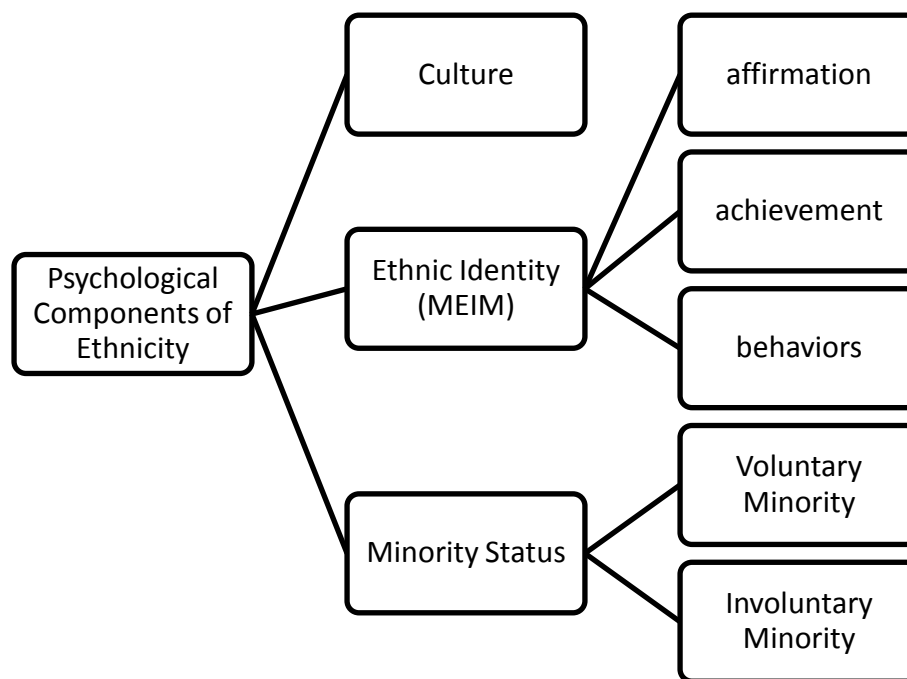 Psychological
Components of
Ethnicity
Culture
Ethnic Identity
(MEIM)
Minority Status
affirmation
achievement
behaviors
Voluntary
Minority
Involuntary
Minority